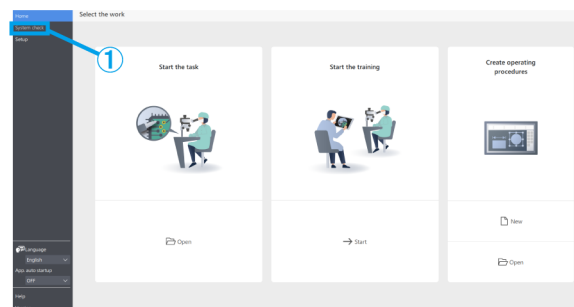 Home
Select the work
System check
Setup
1
Start the task
Start the training
Create operating
procedures
New
Open
Start
Open
Language
English
App. auto startup
OFF
Help